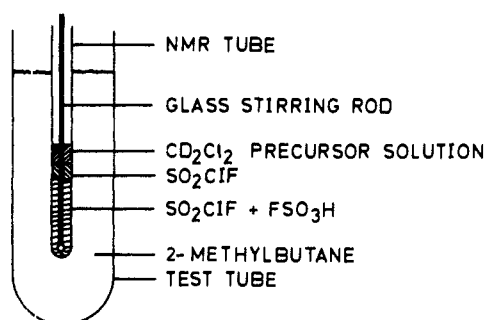 NMR TUBE
GLASS STIRRING ROD
CD2Cl2 PRECURSOR SOLUTION
SO2ClF
SO2ClF + FSO3H
2-METHYLBUTANE
TEST TUBE